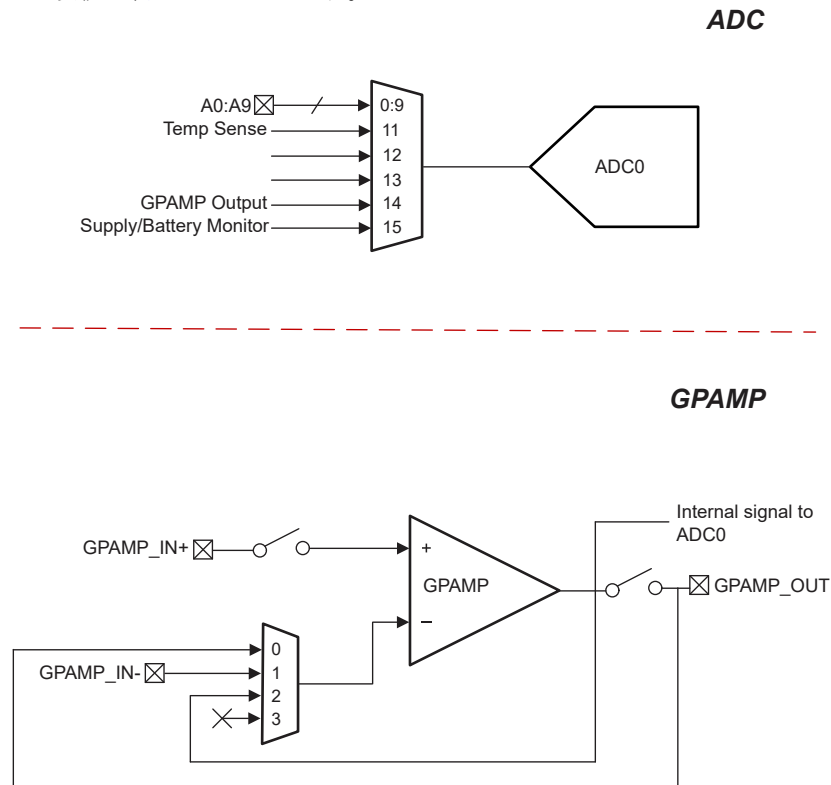 ADC
A0:A9
0:9
Temp Sense
11
12
13
GPAMP Output
14
Supply/Battery Monitor
15
ADC0
GPAMP
Internal signal to
ADC0
GPAMP_IN+
+
GPAMP
GPAMP_OUT
−
0
GPAMP_IN-
1
2
3